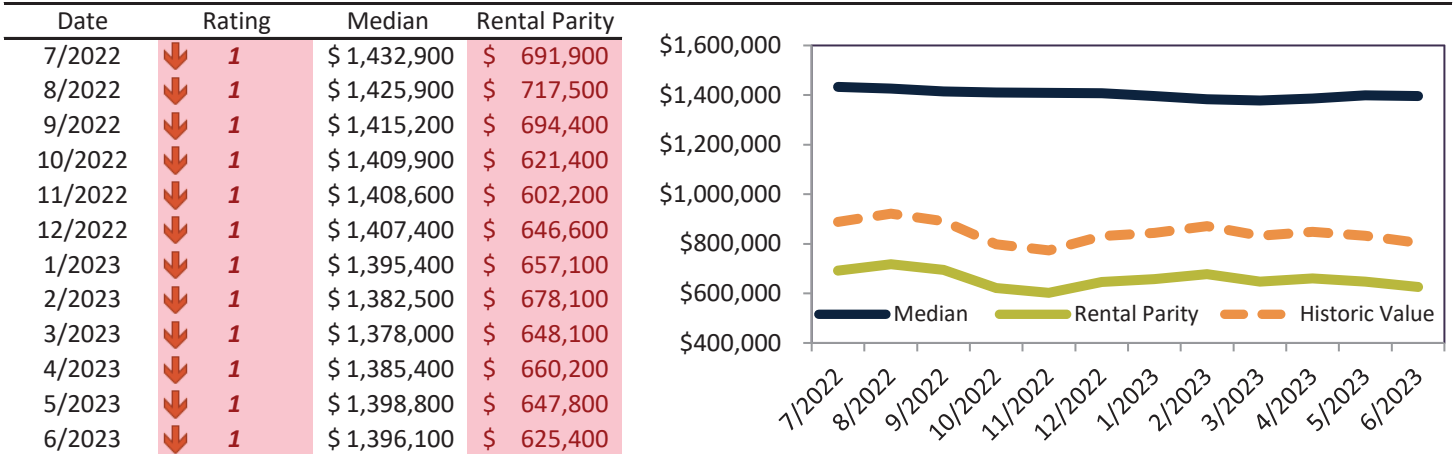 Date Rating Median Rental Parity
7/2022 1 $ 1,432,900 $ 691,900
8/2022 1 $ 1,425,900 $ 717,500
9/2022 1 $ 1,415,200 $ 694,400
10/2022 1 $ 1,409,900 $ 621,400
11/2022 1 $ 1,408,600 $ 602,200
12/2022 1 $ 1,407,400 $ 646,600
1/2023 1 $ 1,395,400 $ 657,100
2/2023 1 $ 1,382,500 $ 678,100
3/2023 1 $ 1,378,000 $ 648,100
4/2023 1 $ 1,385,400 $ 660,200
5/2023 1 $ 1,398,800 $ 647,800
6/2023 1 $ 1,396,100 $ 625,400
$1,600,000
$1,400,000
$1,200,000
$1,000,000
$800,000
$600,000
$400,000
Median Rental Parity Historic Value
7/2022 8/2022 9/2022 10/2022 11/2022 12/2022 1/2023 2/2023 3/2023 4/2023 5/2023 6/2023